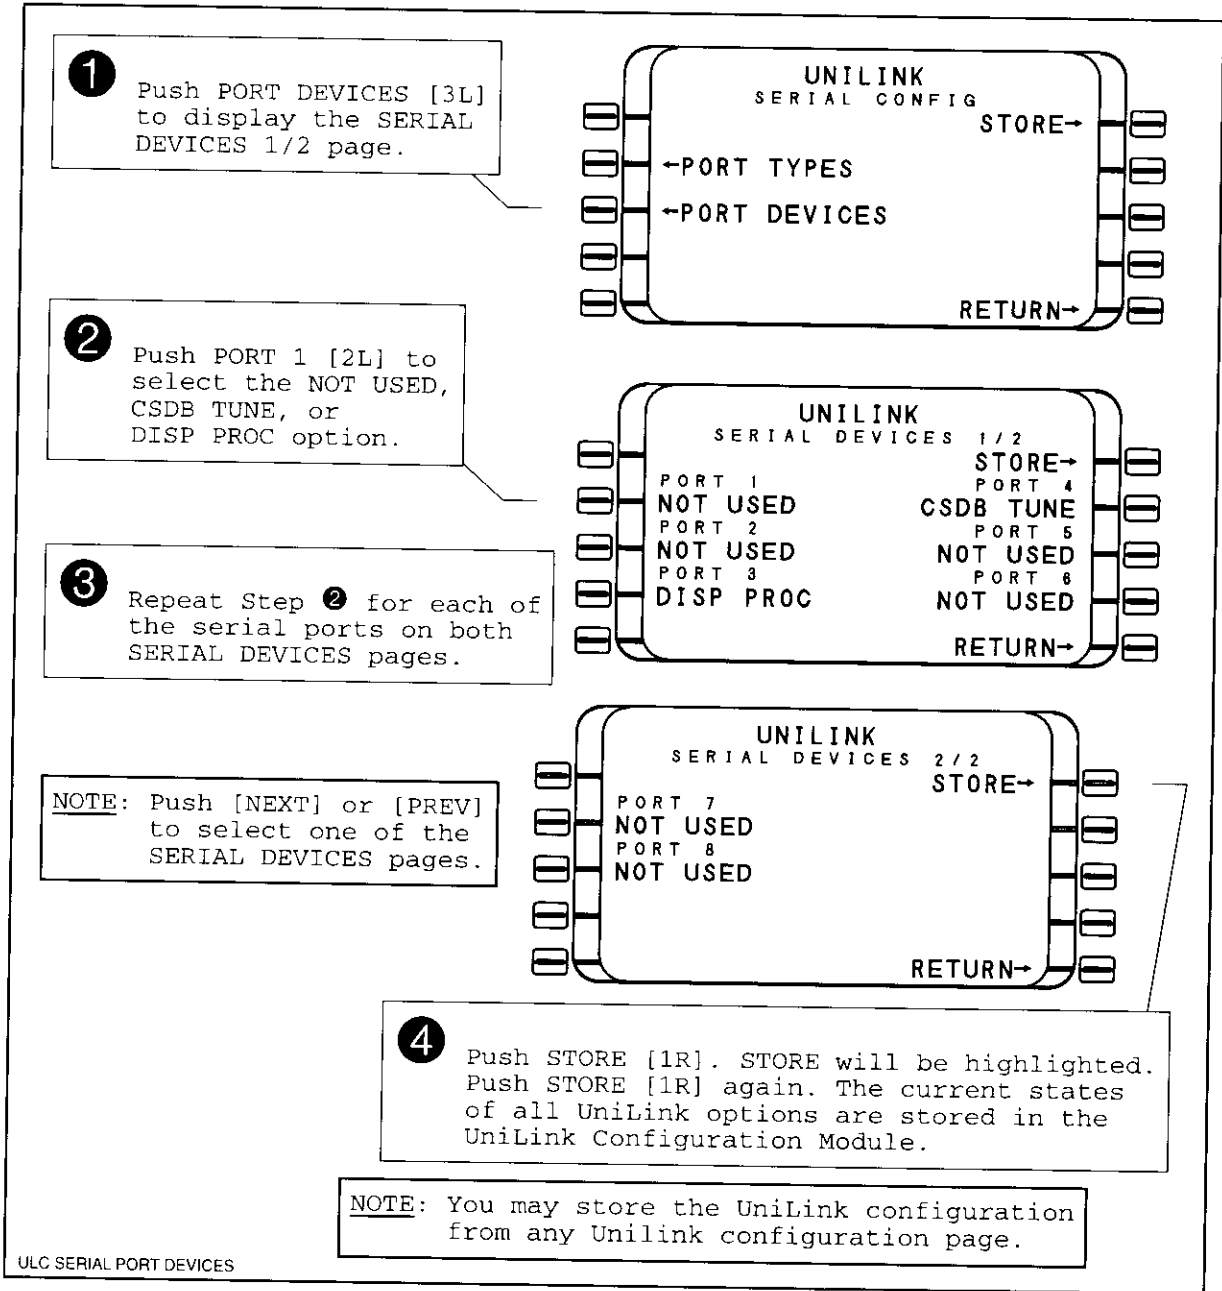 1
Push PORT DEVICES [3L]
to display the SERIAL
DEVICES 1/2 page.
UNILINK
SERIAL CONFIG
STORE→
←PORT TYPES
←PORT DEVICES
RETURN→
2
Push PORT 1 [2L] to
select the NOT USED,
CSDB TUNE, or
DISP PROC option.
UNILINK
SERIAL DEVICES 1/2
STORE→
PORT 1 PORT 4
NOT USED CSDB TUNE
PORT 2 PORT 5
NOT USED NOT USED
PORT 3 PORT 6
DISP PROC NOT USED
RETURN→
3
Repeat Step 2 for each of
the serial ports on both
SERIAL DEVICES pages.
UNILINK
SERIAL DEVICES 2/2
STORE→
PORT 7
NOT USED
PORT 8
NOT USED
RETURN→
NOTE: Push [NEXT] or [PREV]
to select one of the
SERIAL DEVICES pages.
4
Push STORE [1R]. STORE will be highlighted.
Push STORE [1R] again. The current states
of all UniLink options are stored in the
UniLink Configuration Module.
NOTE: You may store the UniLink configuration
from any Unilink configuration page.
ULC SERIAL PORT DEVICES